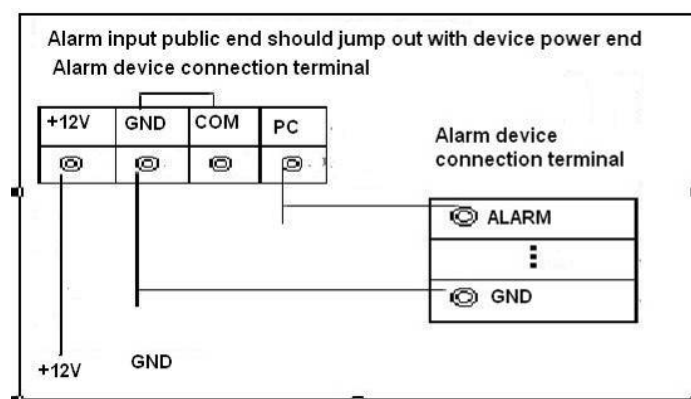 Alarm input public end should jump out with device power end
Alarm device connection terminal
+12V GND COM PC
Alarm device
connection terminal
ALARM
GND
+12V GND